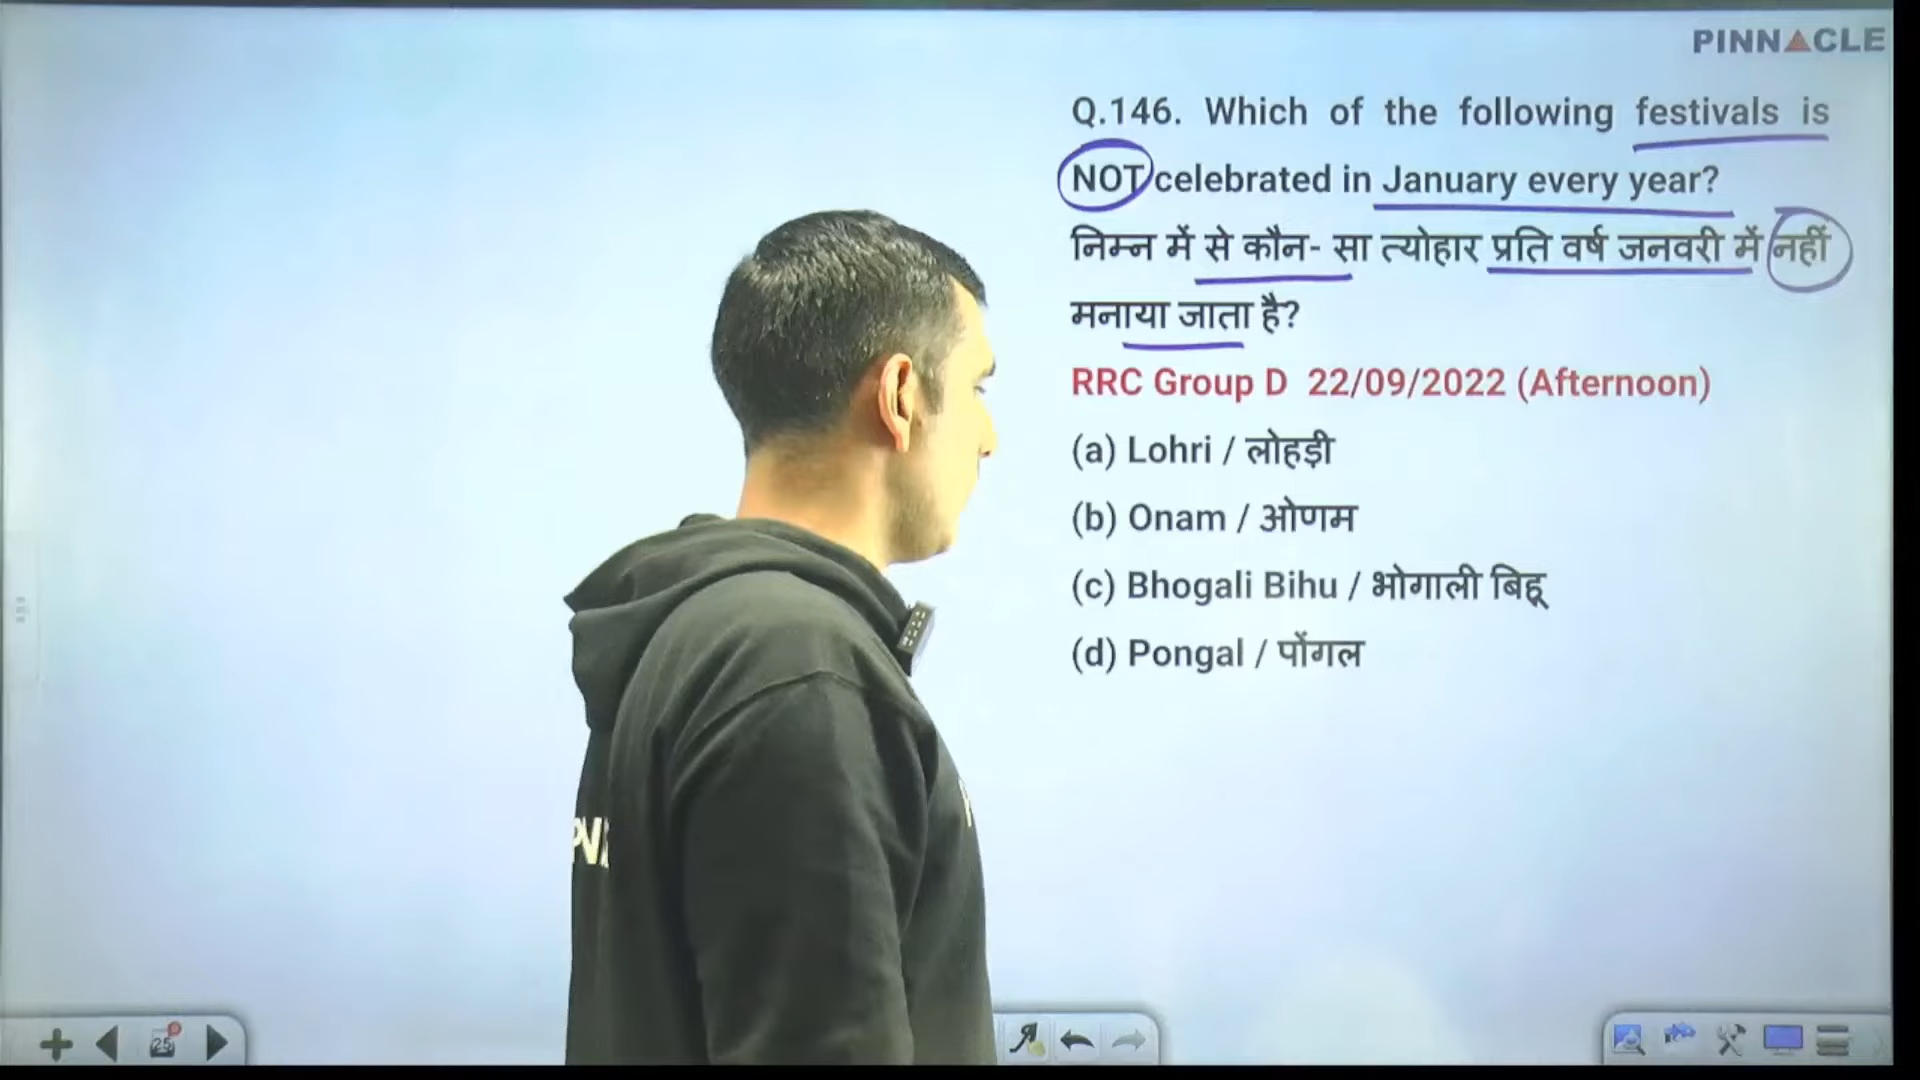 PINNACLE
Q.146. Which of the following festivals is
NOT celebrated in January every year?
निम्न में से कौन- सा त्योहार प्रति वर्ष जनवरी में नहीं
मनाया जाता है?
RRC Group D 22/09/2022 (Afternoon)
(a) Lohri / लोहड़ी
(b) Onam / ओणम
(c) Bhogali Bihu / भोगाली बिहू
(d) Pongal / पोंगल
25